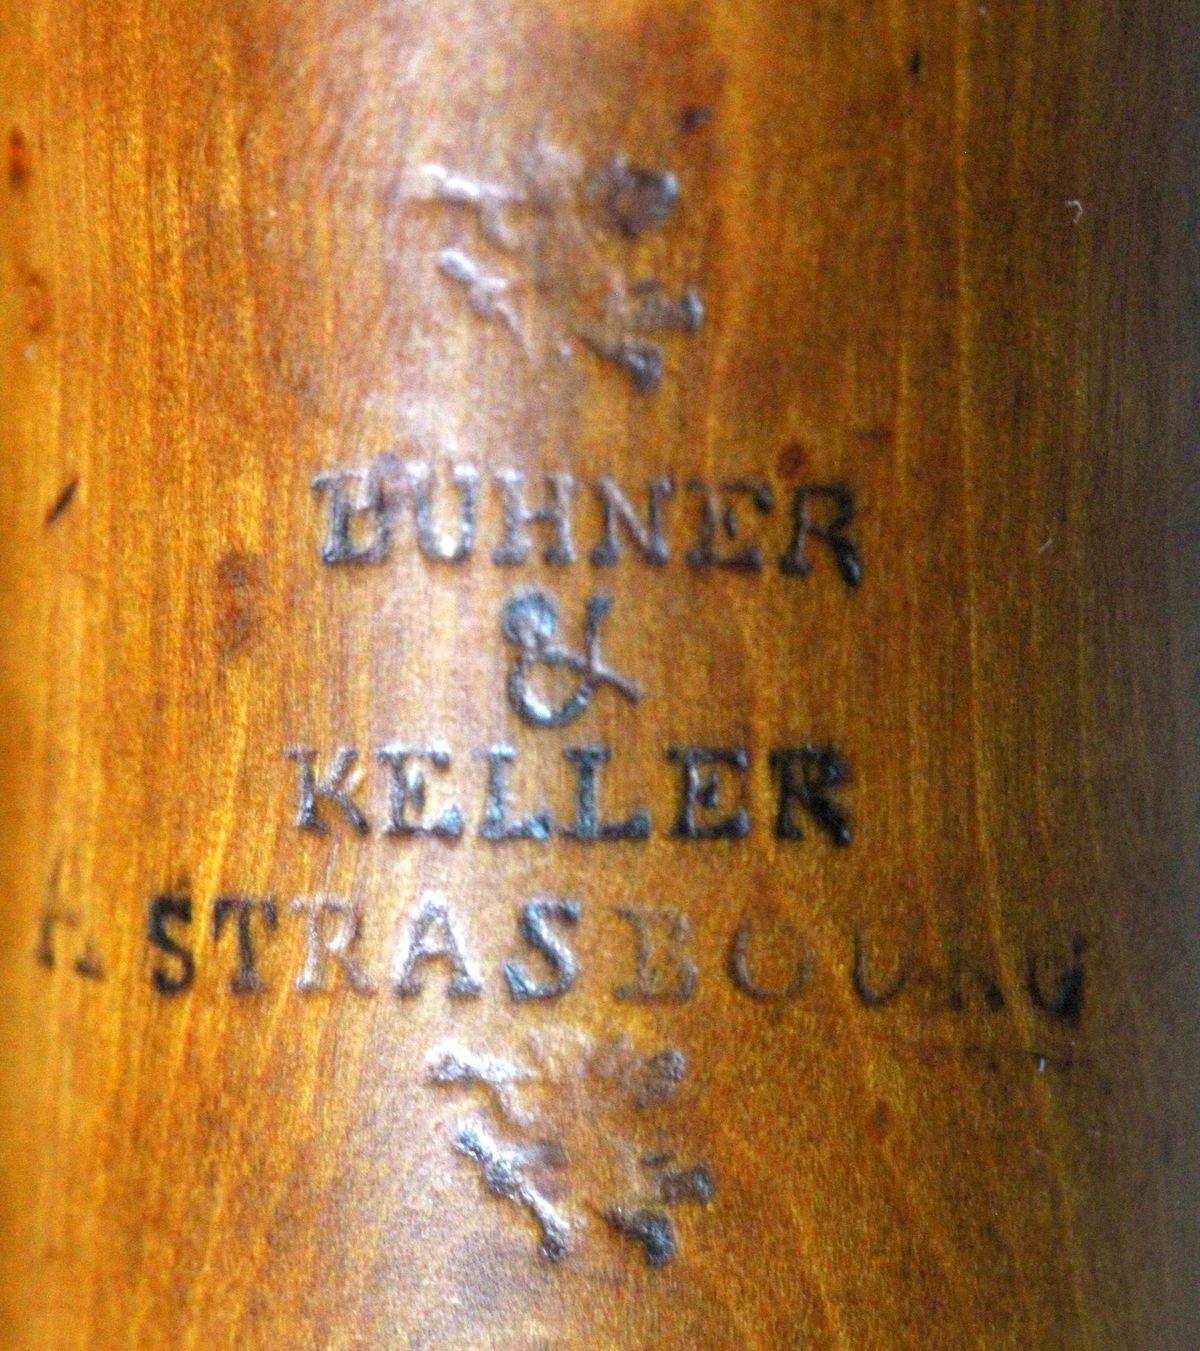 BUHNER
&
KELLER
A STRASBOURG